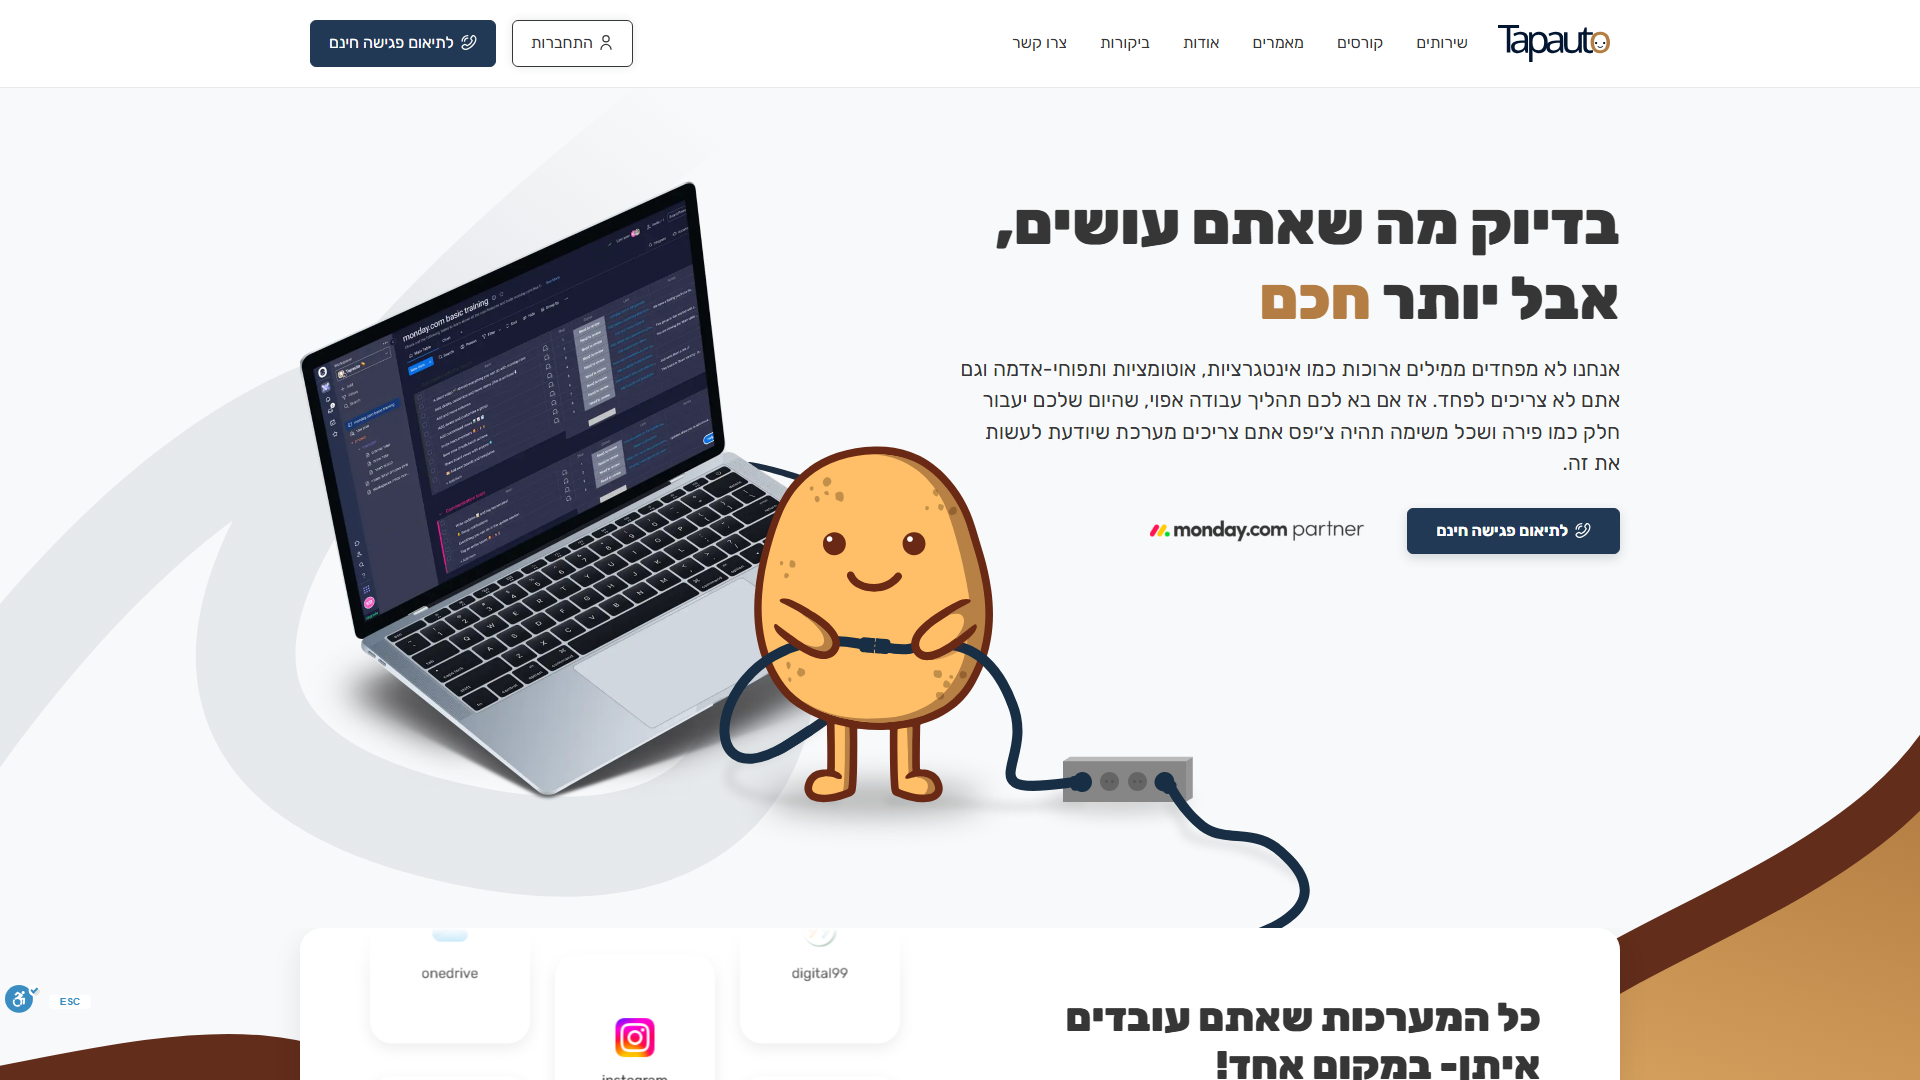 Tapauto
שירותים
קורסים
מאמרים
אודות
ביקורות
צרו קשר
התחברות
לתיאום פגישה חינם
בדיוק מה שאתם עושים,
אבל יותר חכם
אנחנו לא מפחדים ממילים ארוכות כמו אינטגרציות, אוטומציות ותפוחי-אדמה וגם
אתם לא צריכים לפחד. אז אם בא לכם תהליך עבודה אפוי, שהיום שלכם יעבור
חלק כמו פירה ושכל משימה תהיה צ׳יפס אתם צריכים מערכת שיודעת לעשות
את זה.
לתיאום פגישה חינם
monday.com partner
monday.com basic training
כל המערכות שאתם עובדים
איתן- במקום אחד!
digital99
onedrive
instagram
ESC